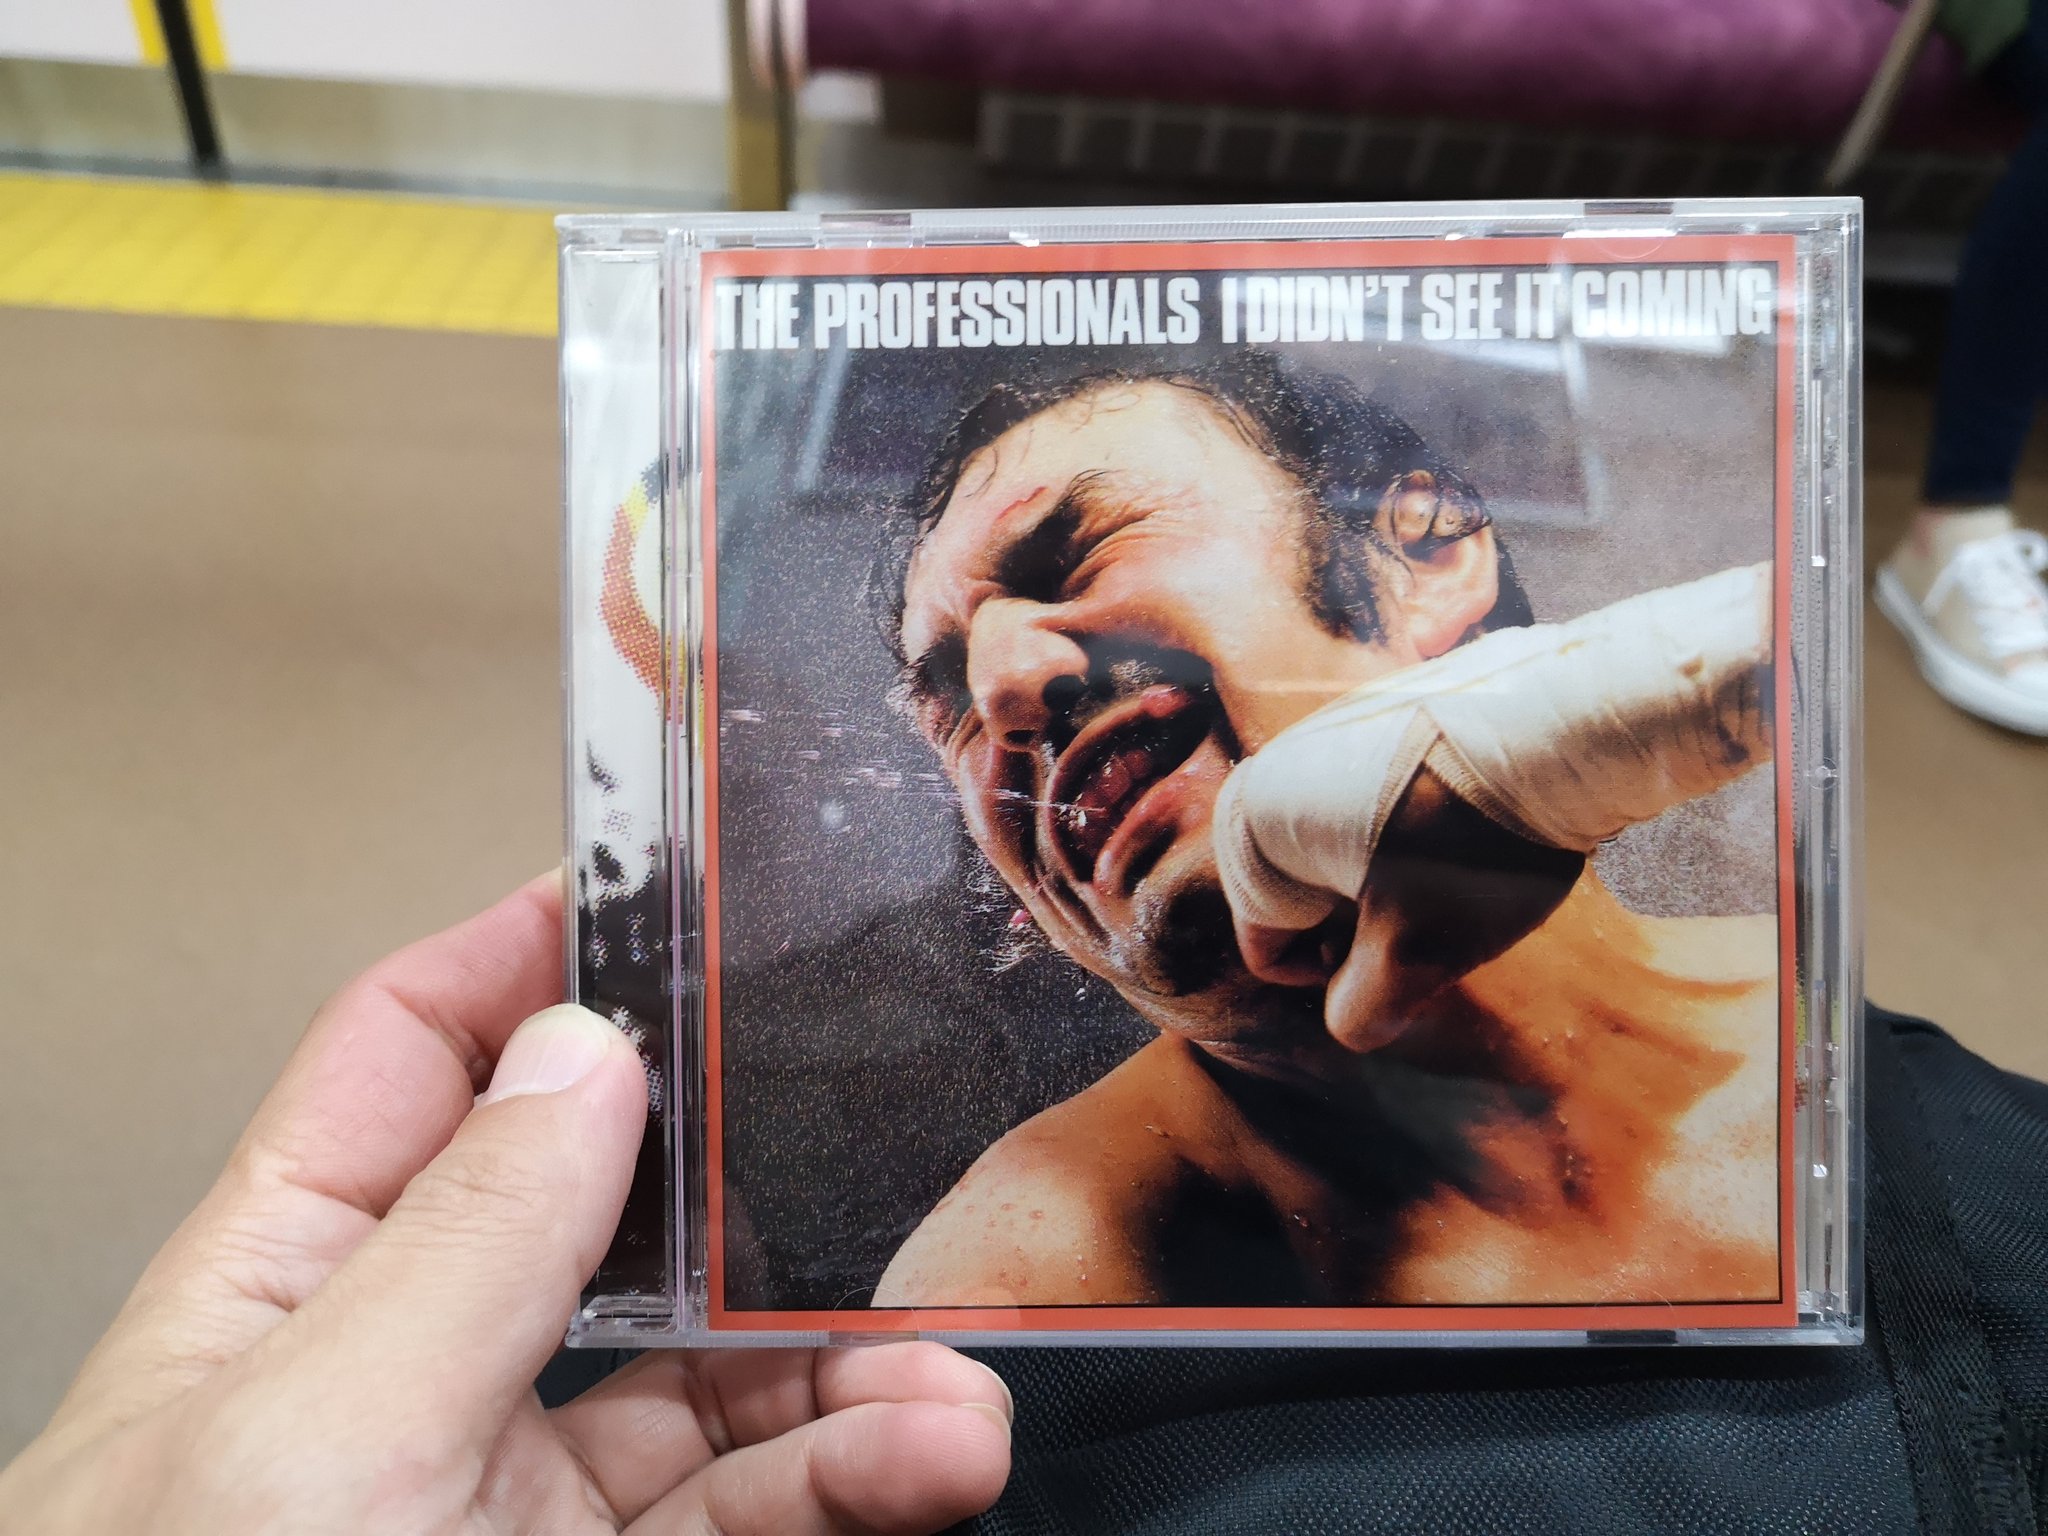 THE PROFESSIONALS I DIDN'T SEE IT COMING